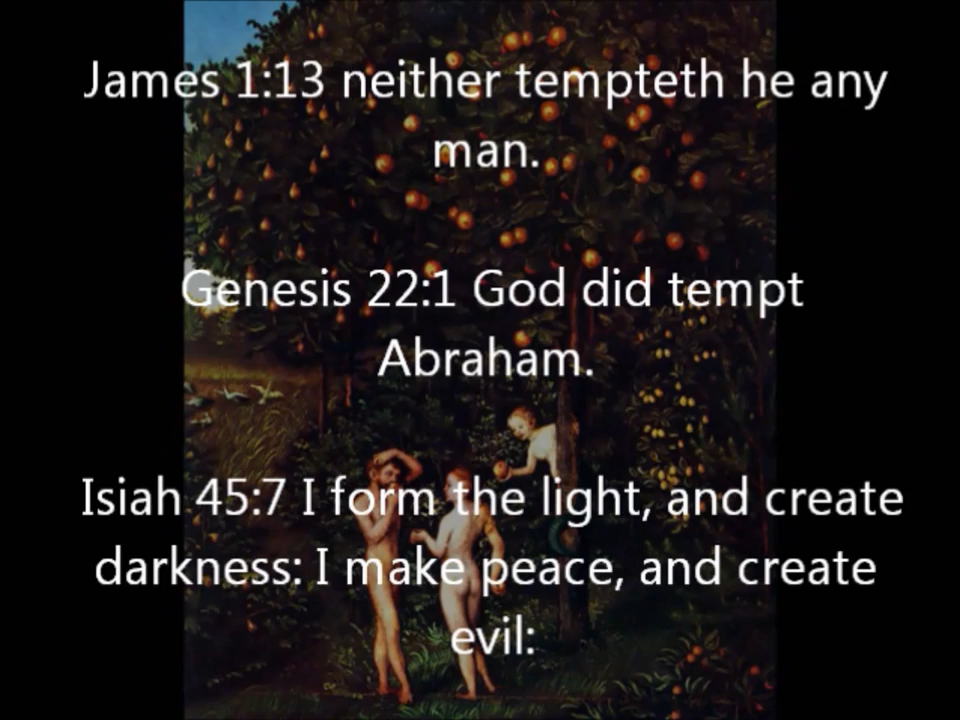 James 1:13 neither tempteth he any
man.
Genesis 22:1 God did tempt
Abraham.
Isiah 45:7 I form the light, and create
darkness: I make peace, and create
evil: